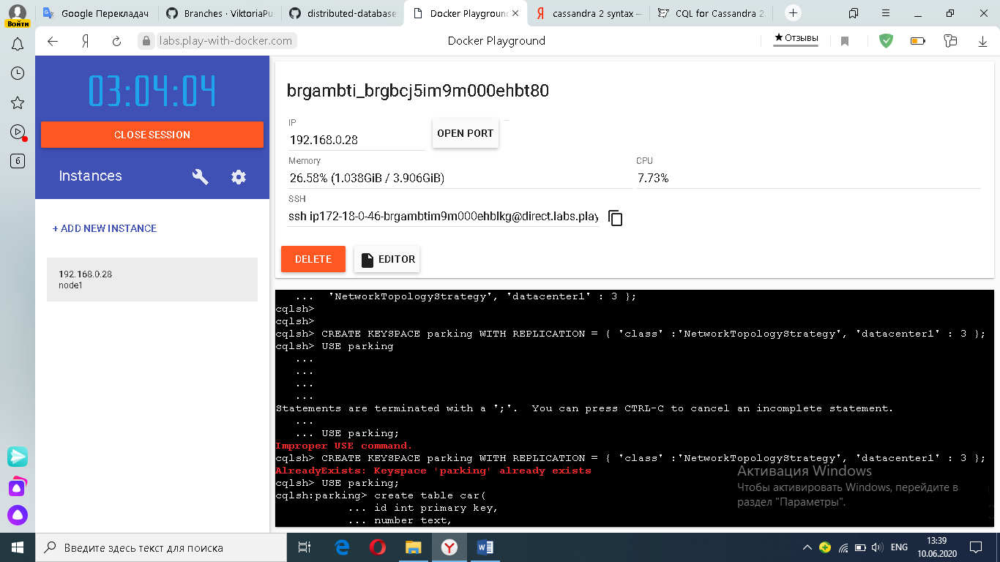 Войти
Google Перекладач
Branches · ViktoriaPu
distributed-database
Docker Playground
cassandra 2 syntax —
CQL for Cassandra 2.
labs.play-with-docker.com
Docker Playground
★ Отзывы
6
03:04:04
CLOSE SESSION
Instances
+ ADD NEW INSTANCE
192.168.0.28
node1
brgambti_brgbcj5im9m000ehbt80
IP
192.168.0.28
OPEN PORT
Memory
26.58% (1.038GiB / 3.906GiB)
CPU
7.73%
SSH
ssh ip172-18-0-46-brgambtim9m000ehblkg@direct.labs.play
DELETE
EDITOR
... 'NetworkTopologyStrategy', 'datacenter1' : 3 };
cqlsh>
cqlsh>
cqlsh> CREATE KEYSPACE parking WITH REPLICATION = { 'class' :'NetworkTopologyStrategy', 'datacenter1' : 3 };
cqlsh> USE parking
...
...
...
...
Statements are terminated with a ';'.  You can press CTRL-C to cancel an incomplete statement.
...
... USE parking;
Improper USE command.
cqlsh> CREATE KEYSPACE parking WITH REPLICATION = { 'class' :'NetworkTopologyStrategy', 'datacenter1' : 3 };
AlreadyExists: Keyspace 'parking' already exists
cqlsh> USE parking;
cqlsh:parking> create table car(
... id int primary key,
... number text,
Активация Windows
Чтобы активировать Windows, перейдите в
раздел "Параметры".
Введите здесь текст для поиска
ENG
13:39
10.06.2020